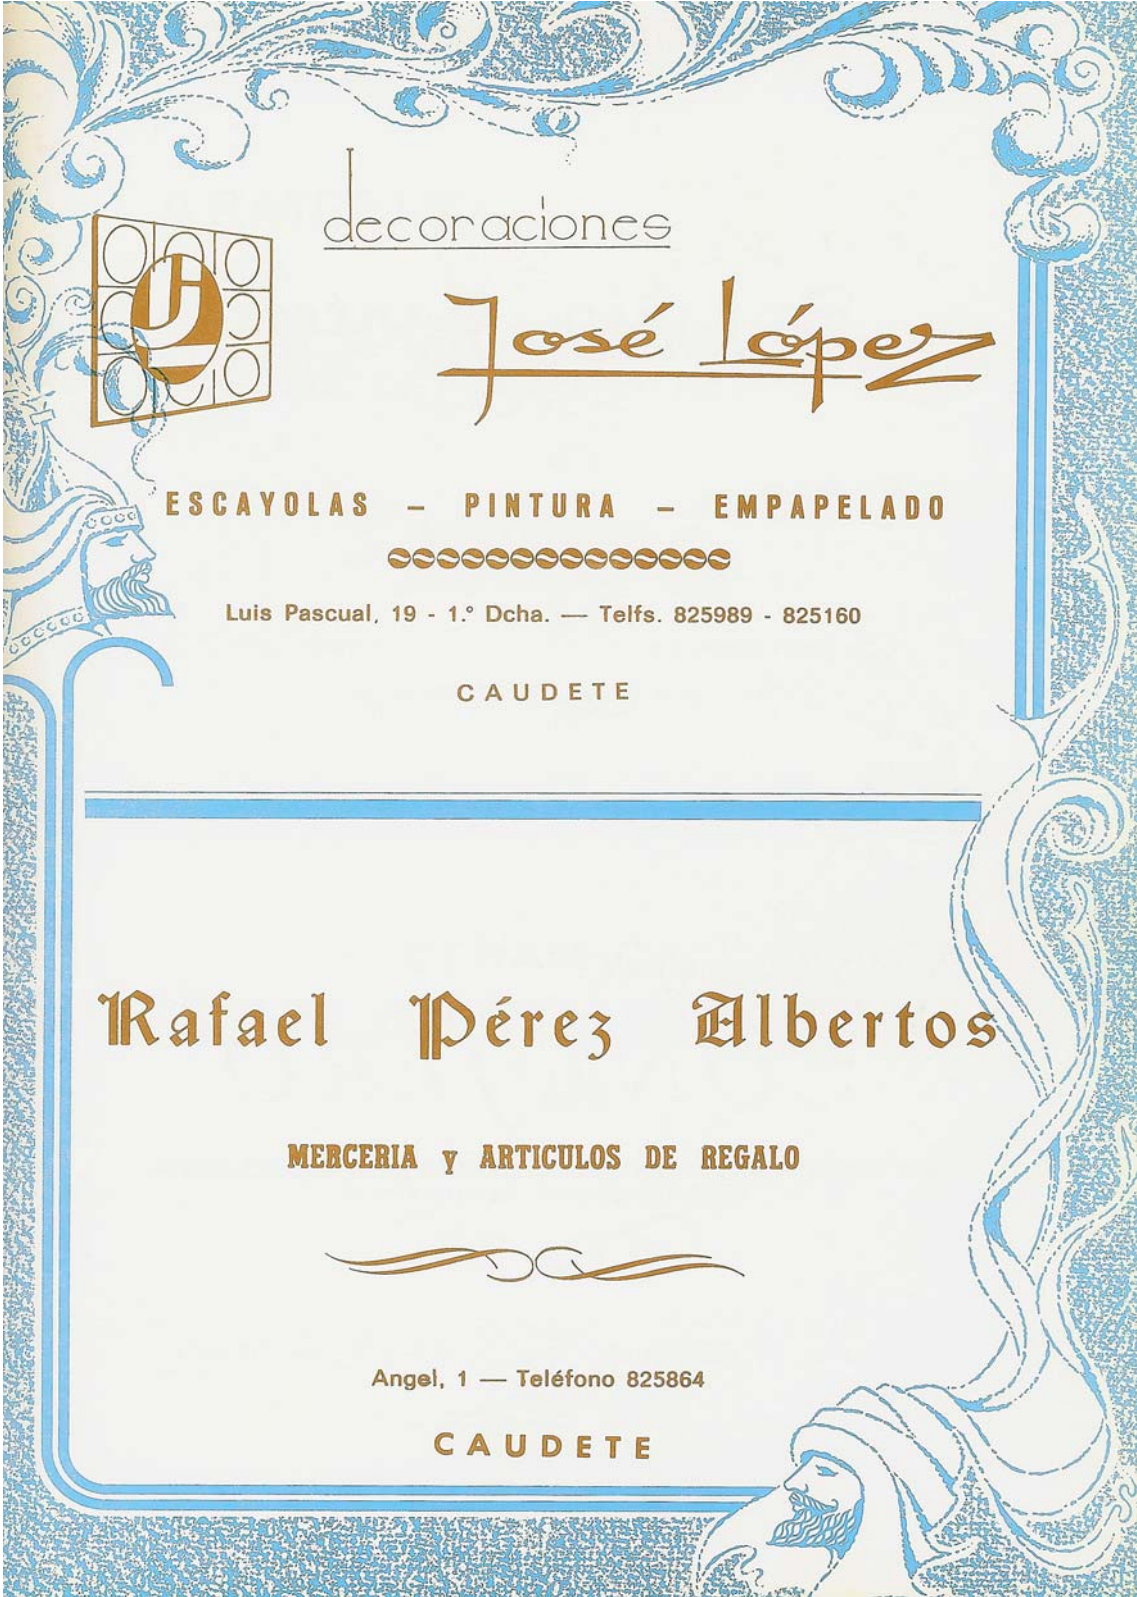 decoraciones
José López
ESCAYOLAS - PINTURA - EMPAPELADO
Luis Pascual, 19 - 1.° Dcha. — Telfs. 825989 - 825160
CAUDETE
Rafael Pérez Albertos
MERCERIA y ARTICULOS DE REGALO
Angel, 1 — Teléfono 825864
CAUDETE